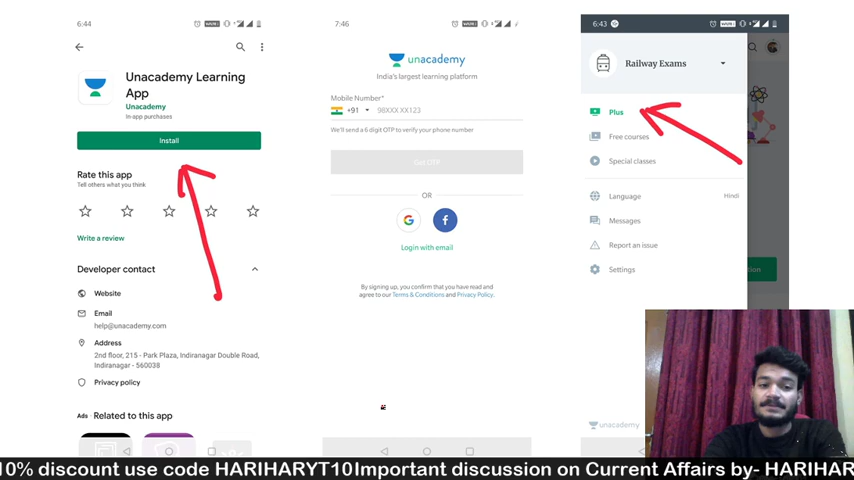 6:44
Unacademy Learning
App
Unacademy
In app purchases
Install
Rate this app
Tell others what you think
Write a review
Developer contact
Website
Email
help@unacademy.com
Address
2nd floor, 215 - Park Plaza, Indiranagar Double Road,
Indiranagar - 560038
Privacy policy
Ads Related to this app
7:46
unacademy
India's largest learning platform
Mobile Number*
+91 98XXX XX123
We'll send a 6 digit OTP to verify your phone number
Get OTP
OR
Login with email
By signing up, you confirm that you have read and
agree to our Terms & Conditions and Privacy Policy.
6:43
Railway Exams
Plus
Free courses
Special classes
Language Hindi
Messages
Report an issue
Settings
unacademy
10% discount use code HARIHARYT10Important discussion on Current Affairs by- HARIHAR